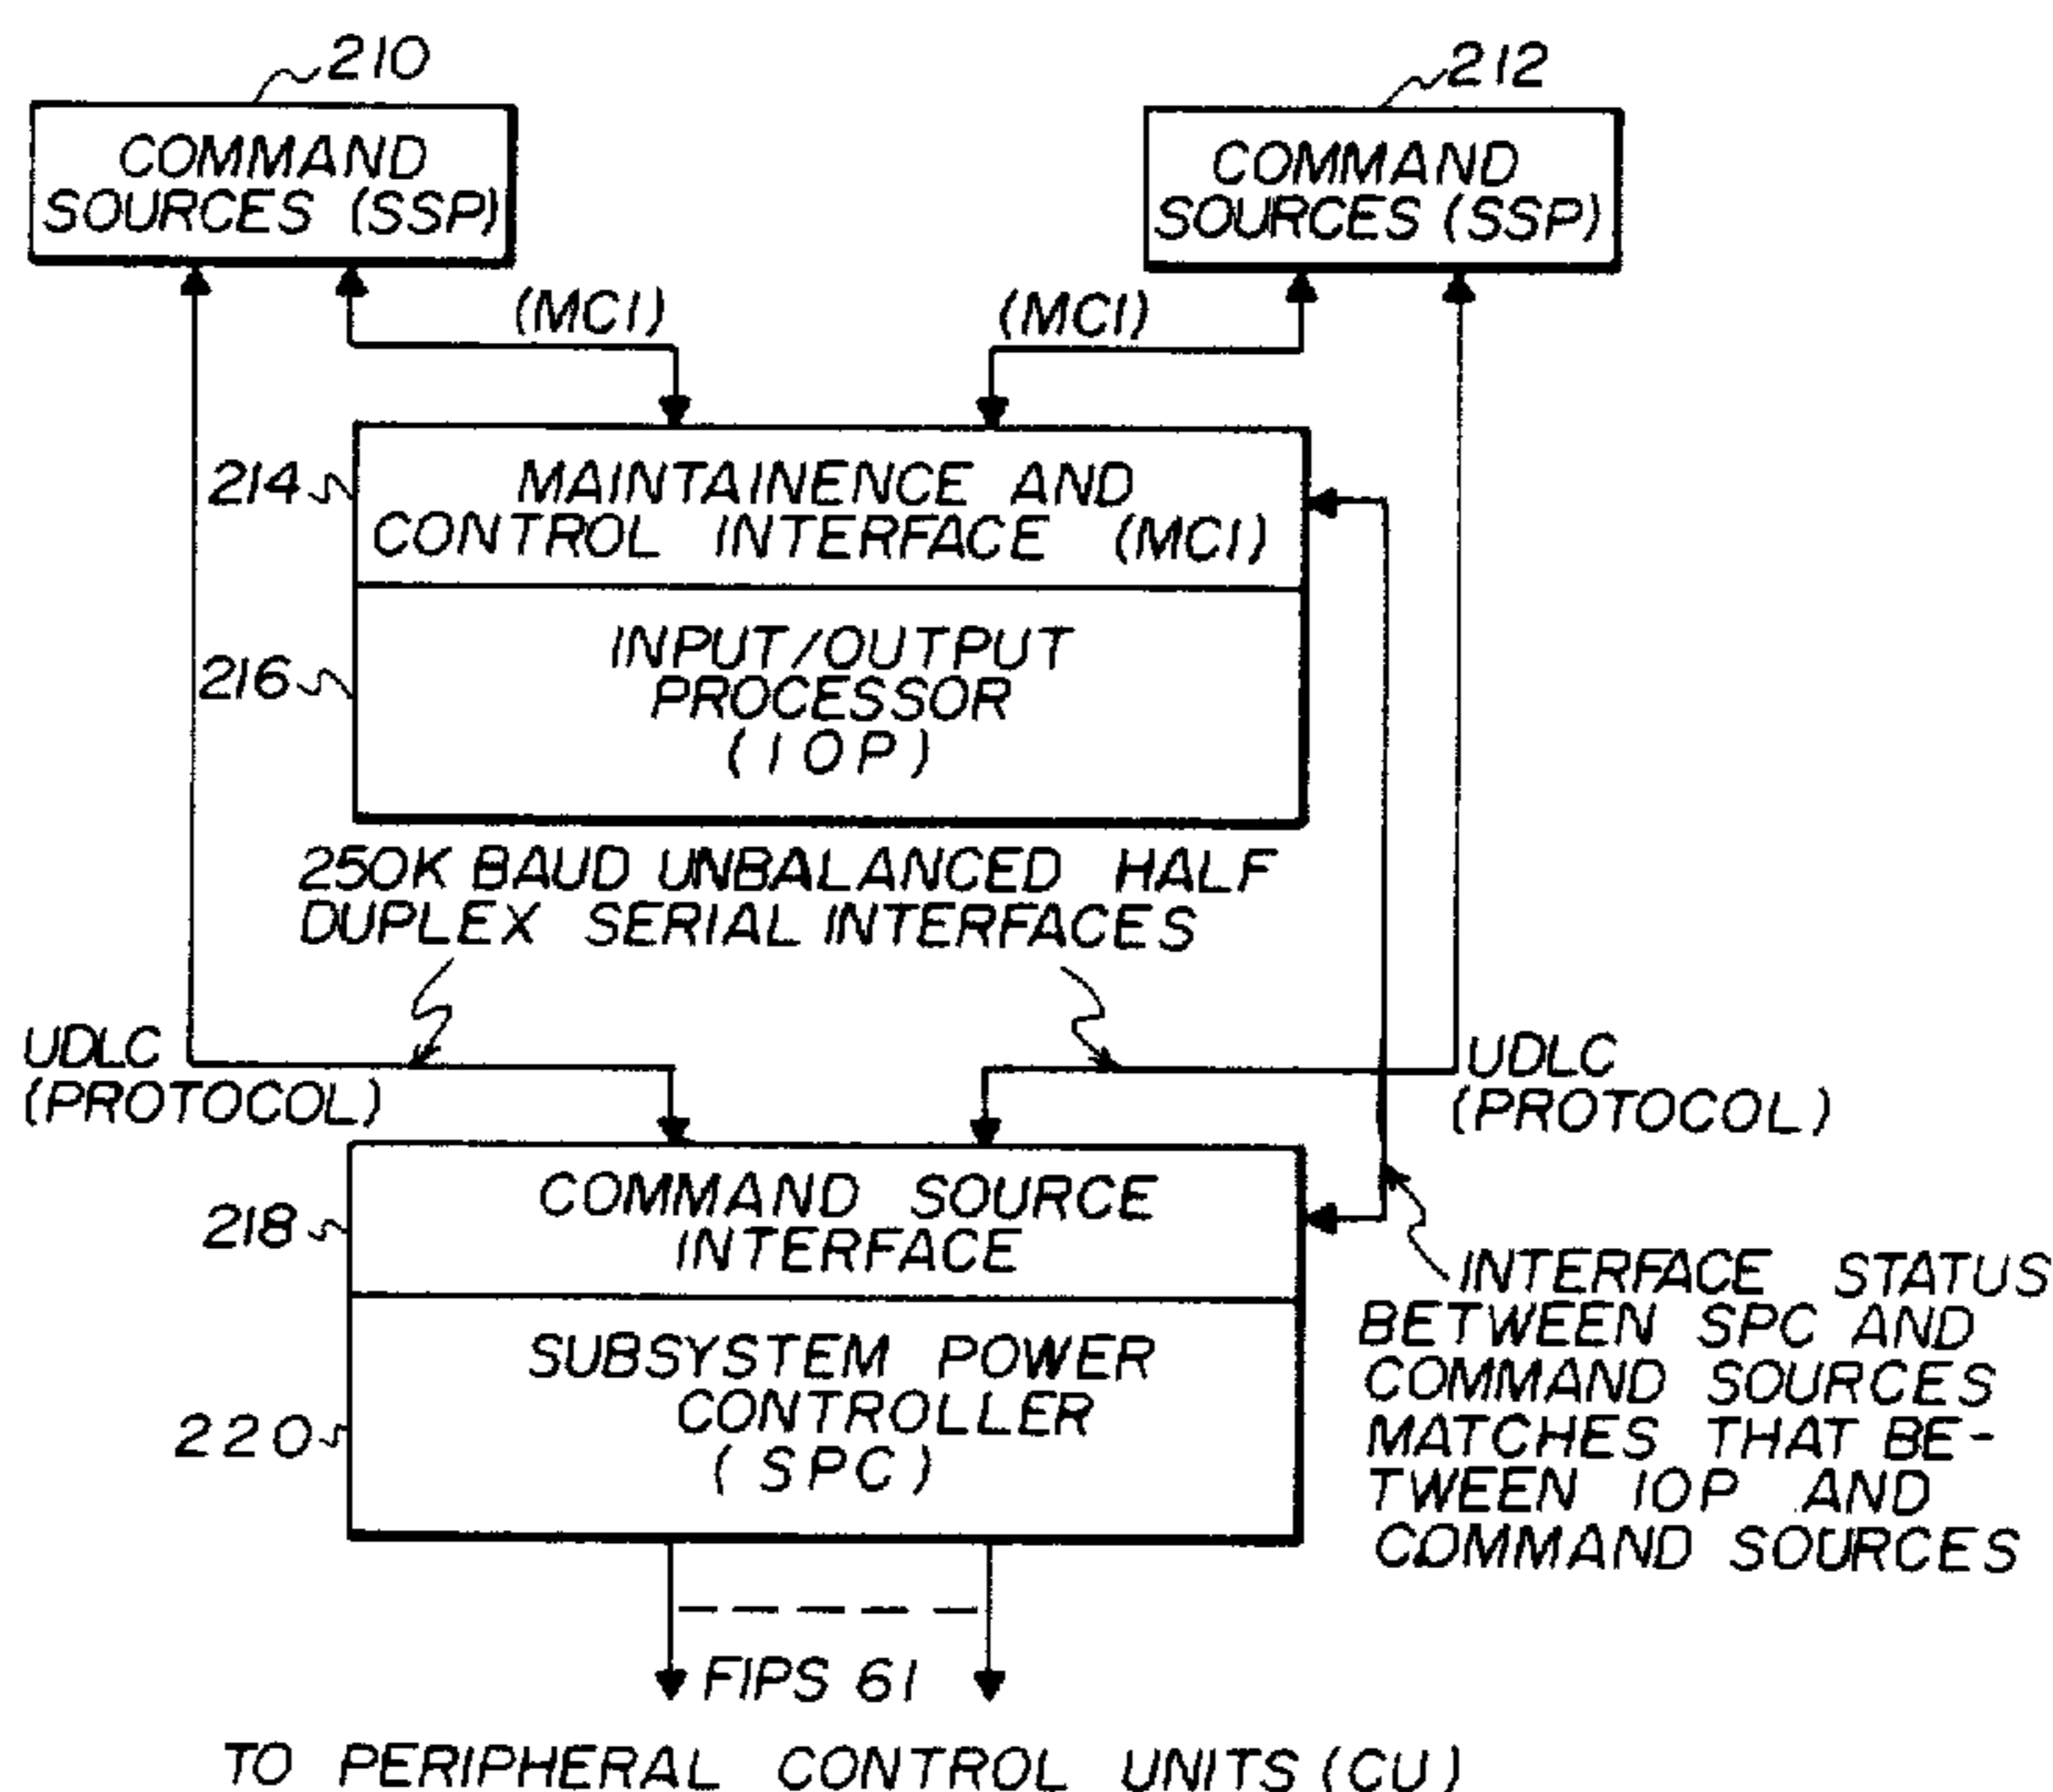 210
212
COMMAND
SOURCES (SSP)
COMMAND
SOURCES (SSP)
(MCI)
(MCI)
214
MAINTAINENCE AND
CONTROL INTERFACE (MCI)
216
INPUT/OUTPUT
PROCESSOR
(IOP)
250K BAUD UNBALANCED HALF
DUPLEX SERIAL INTERFACES
UDLC
(PROTOCOL)
UDLC
(PROTOCOL)
218
COMMAND SOURCE
INTERFACE
220
SUBSYSTEM POWER
CONTROLLER
(SPC)
INTERFACE STATUS
BETWEEN SPC AND
COMMAND SOURCES
MATCHES THAT BE-
TWEEN IOP AND
COMMAND SOURCES
FIPS 61
TO PERIPHERAL CONTROL UNITS (CU)